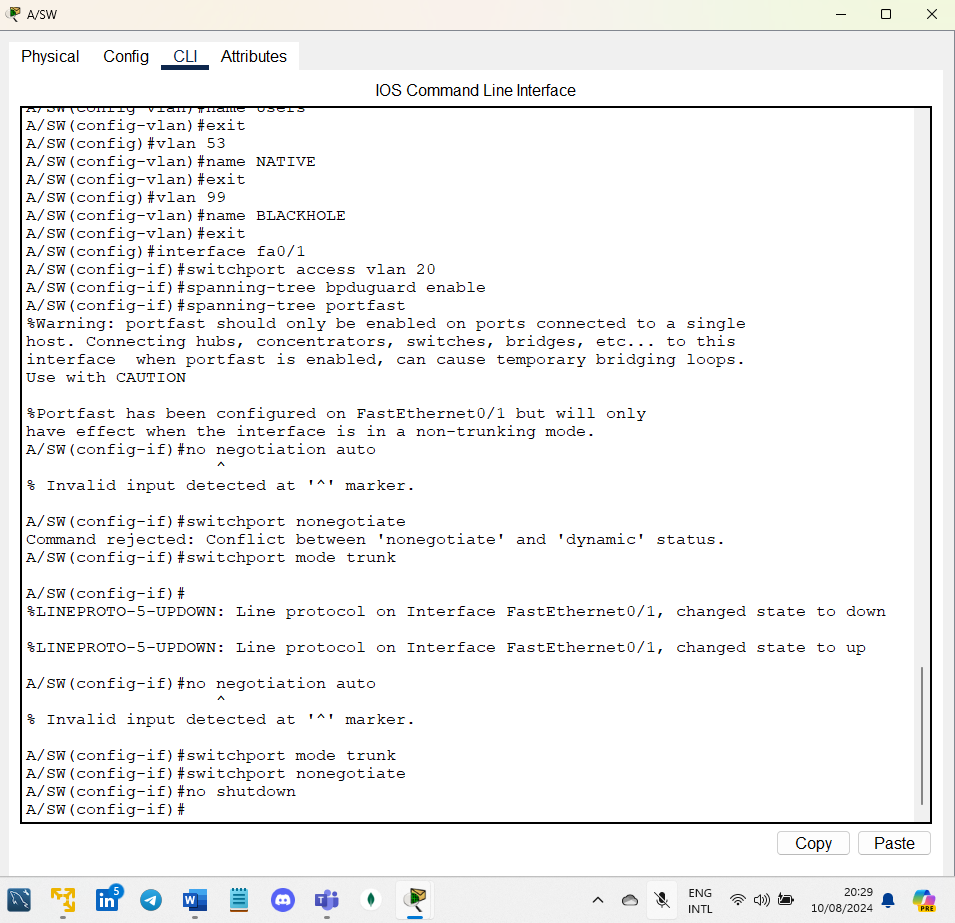 A/SW
Physical Config CLI Attributes
IOS Command Line Interface
A/SW(config-vlan)#name Users
A/SW(config-vlan)#exit
A/SW(config)#vlan 53
A/SW(config-vlan)#name NATIVE
A/SW(config-vlan)#exit
A/SW(config)#vlan 99
A/SW(config-vlan)#name BLACKHOLE
A/SW(config-vlan)#exit
A/SW(config)#interface fa0/1
A/SW(config-if)#switchport access vlan 20
A/SW(config-if)#spanning-tree bpduguard enable
A/SW(config-if)#spanning-tree portfast
%Warning: portfast should only be enabled on ports connected to a single
host. Connecting hubs, concentrators, switches, bridges, etc... to this
interface  when portfast is enabled, can cause temporary bridging loops.
Use with CAUTION
%Portfast has been configured on FastEthernet0/1 but will only
have effect when the interface is in a non-trunking mode.
A/SW(config-if)#no negotiation auto
^
% Invalid input detected at '^' marker.
A/SW(config-if)#switchport nonegotiate
Command rejected: Conflict between 'nonegotiate' and 'dynamic' status.
A/SW(config-if)#switchport mode trunk
A/SW(config-if)#
%LINEPROTO-5-UPDOWN: Line protocol on Interface FastEthernet0/1, changed state to down
%LINEPROTO-5-UPDOWN: Line protocol on Interface FastEthernet0/1, changed state to up
A/SW(config-if)#no negotiation auto
^
% Invalid input detected at '^' marker.
A/SW(config-if)#switchport mode trunk
A/SW(config-if)#switchport nonegotiate
A/SW(config-if)#no shutdown
A/SW(config-if)#
Copy Paste
in 5
W
T
ENG
INTL
20:29
10/08/2024
PRE